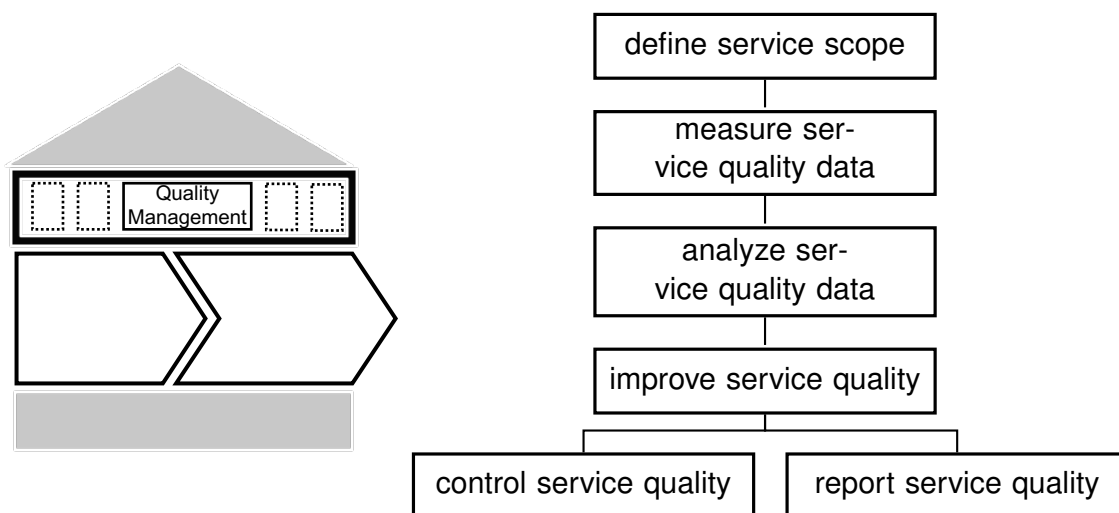 Quality
Management
define service scope
measure ser-
vice quality data
analyze ser-
vice quality data
improve service quality
control service quality
report service quality